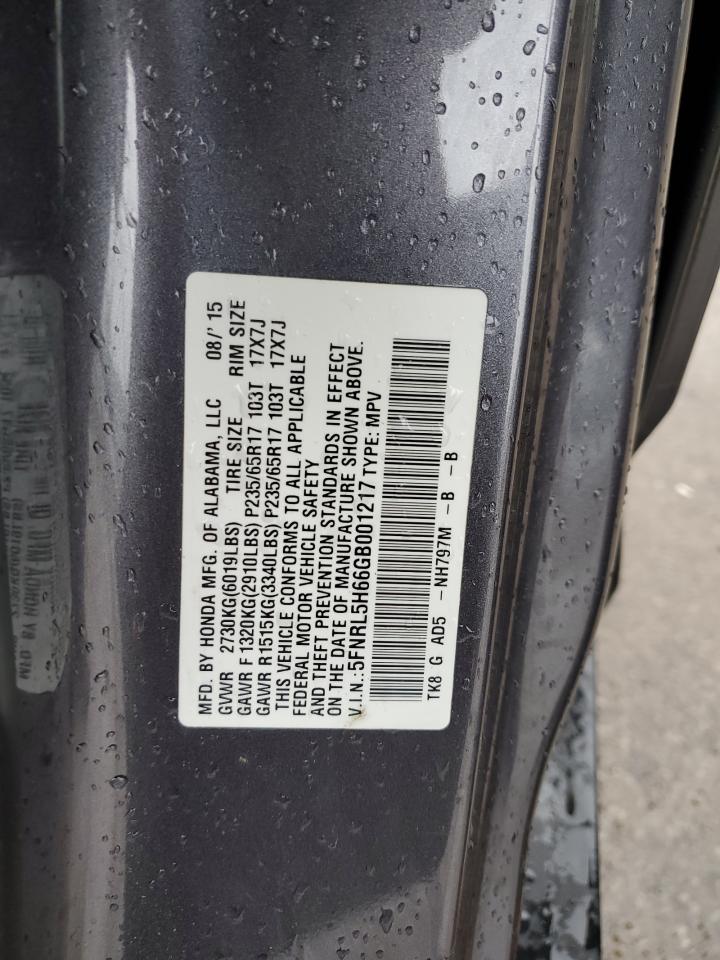 MFD. BY HONDA MFG. OF ALABAMA, LLC 08/'15
GVWR 2730KG(6019LBS) TIRE SIZE RIM SIZE
GAWR F 1320KG(2910LBS) P235/65R17 103T 17X7J
GAWR R1515KG(3340LBS) P235/65R17 103T 17X7J
THIS VEHICLE CONFORMS TO ALL APPLICABLE
FEDERAL MOTOR VEHICLE SAFETY
AND THEFT PREVENTION STANDARDS IN EFFECT
ON THE DATE OF MANUFACTURE SHOWN ABOVE.
V.I.N.:5FNRL5H66GB001217 TYPE: MPV
TK8 G AD5 -NH797M -B -B